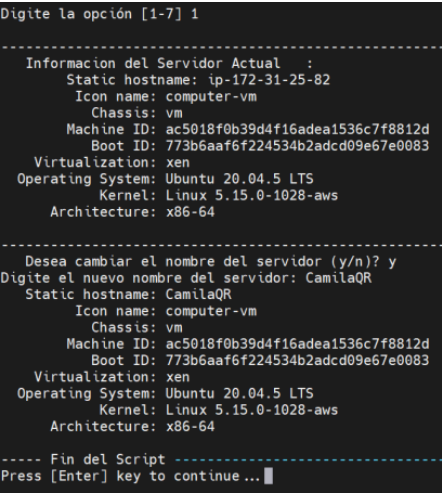 Digite la opción [1-7] 1
-----------------------------------------------------
Informacion del Servidor Actual   :
Static hostname: ip-172-31-25-82
Icon name: computer-vm
Chassis: vm
Machine ID: ac5018f0b39d4f16adea1536c7f8812d
Boot ID: 773b6aaf6f224534b2adcd09e67e0083
Virtualization: xen
Operating System: Ubuntu 20.04.5 LTS
Kernel: Linux 5.15.0-1028-aws
Architecture: x86-64
-----------------------------------------------------
Desea cambiar el nombre del servidor (y/n)? y
Digite el nuevo nombre del servidor: CamilaQR
Static hostname: CamilaQR
Icon name: computer-vm
Chassis: vm
Machine ID: ac5018f0b39d4f16adea1536c7f8812d
Boot ID: 773b6aaf6f224534b2adcd09e67e0083
Virtualization: xen
Operating System: Ubuntu 20.04.5 LTS
Kernel: Linux 5.15.0-1028-aws
Architecture: x86-64
----- Fin del Script --------------------------------
Press [Enter] key to continue...